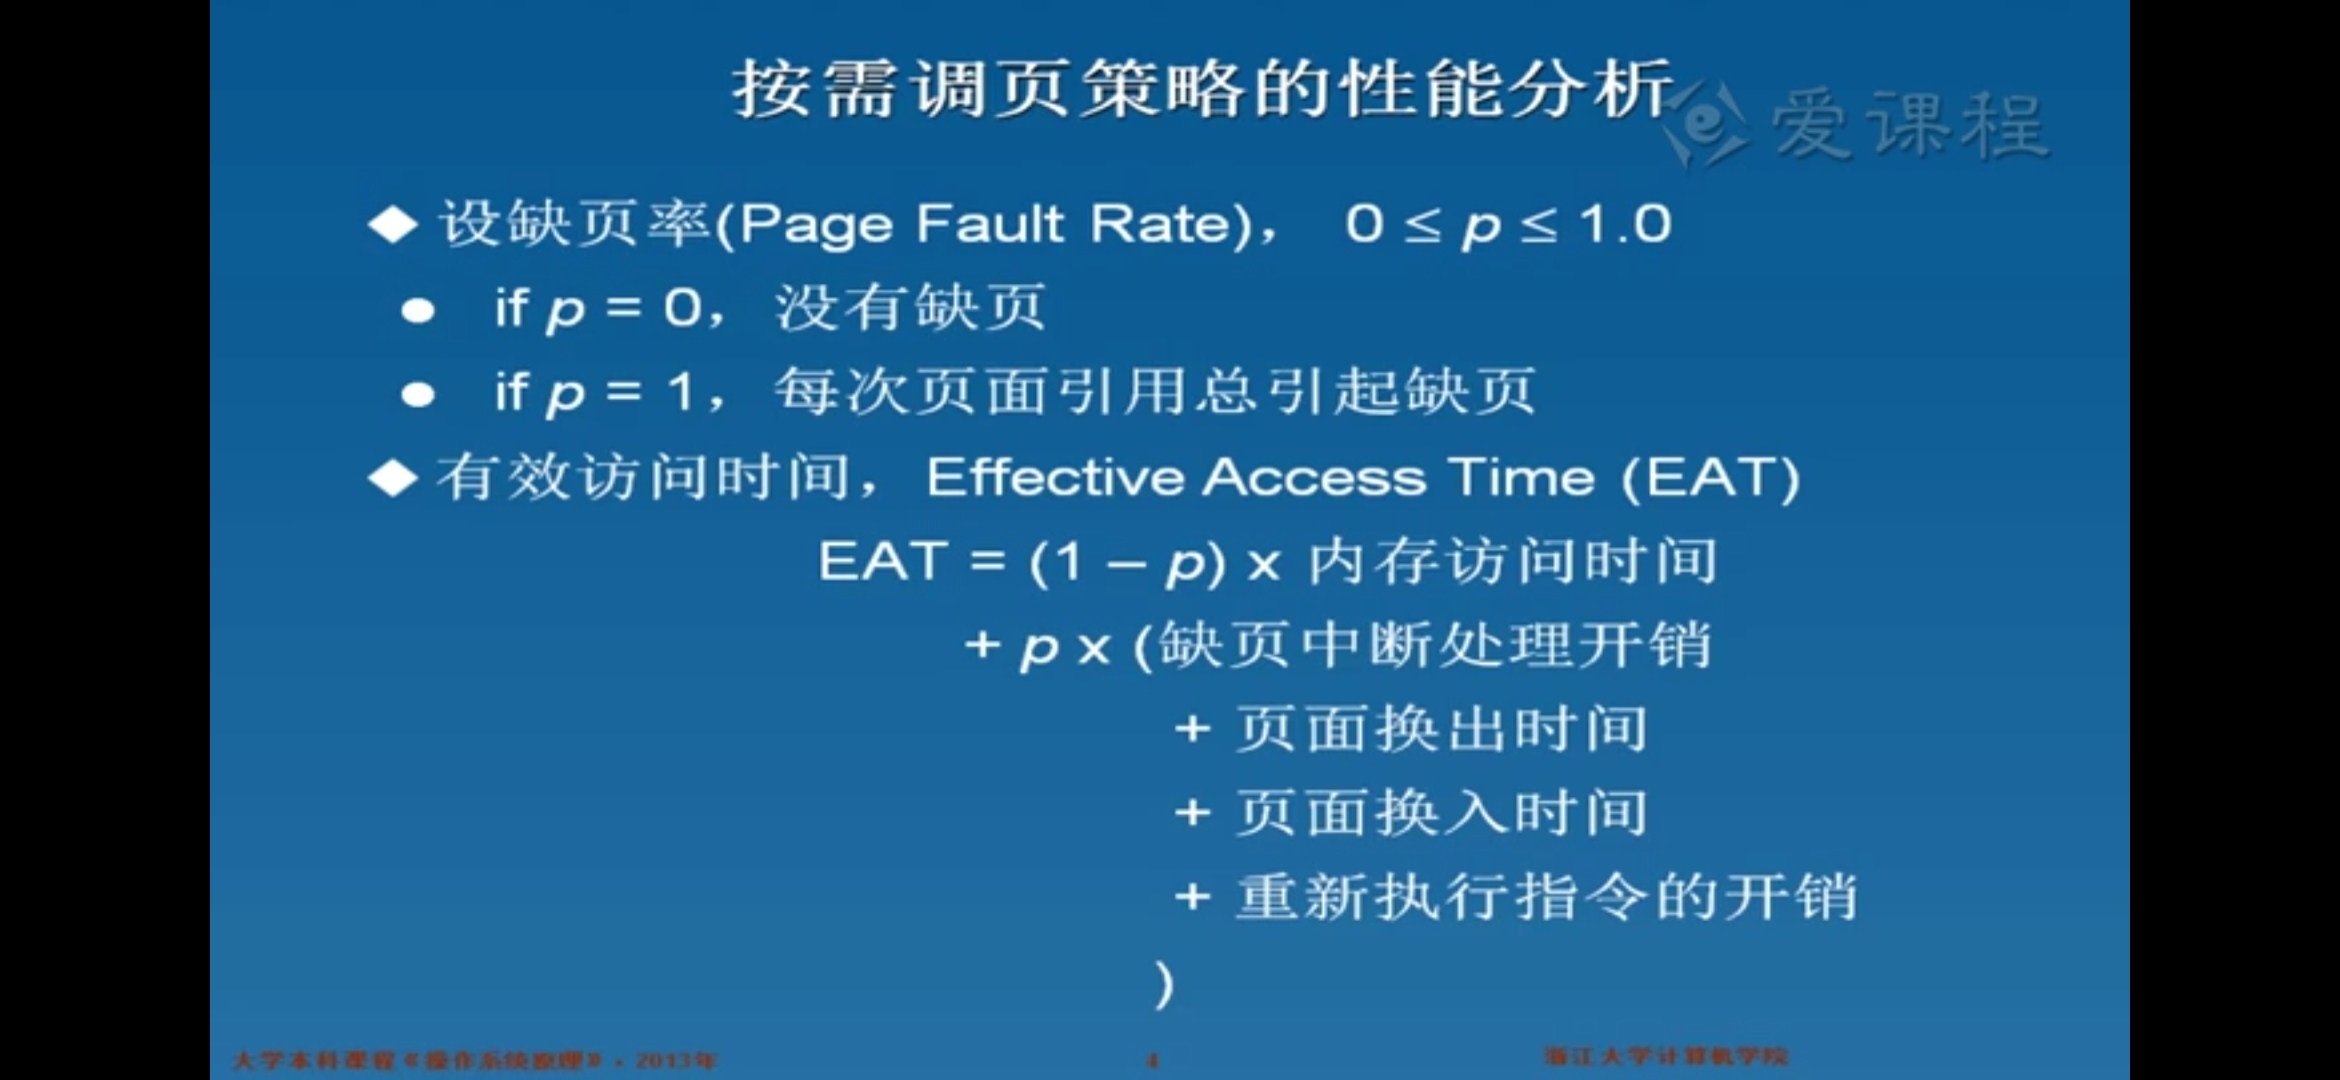 按需调页策略的性能分析
爱课程
◆ 设缺页率(Page Fault Rate)， 0 ≤ p ≤ 1.0
● if p = 0，没有缺页
● if p = 1，每次页面引用总引起缺页
◆ 有效访问时间，Effective Access Time (EAT)
EAT = (1 – p) x 内存访问时间
+ p x (缺页中断处理开销
+ 页面换出时间
+ 页面换入时间
+ 重新执行指令的开销
)
大学本科课程《操作系统原理》，2013年
4
浙江大学计算机学院